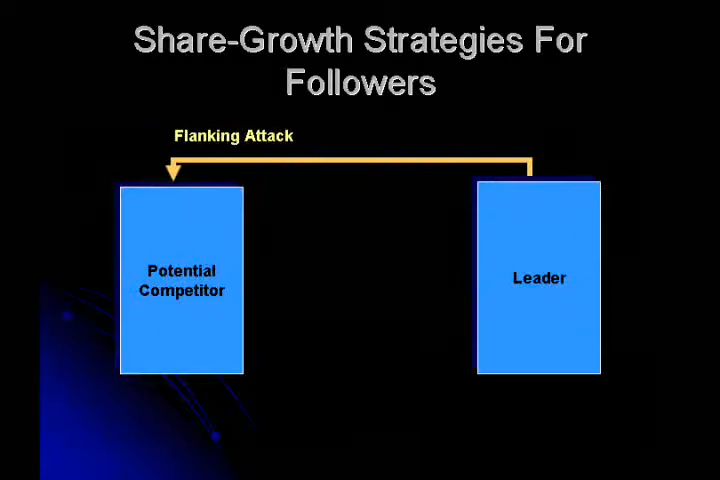 Share-Growth Strategies For
Followers
Flanking Attack
Potential
Competitor
Leader